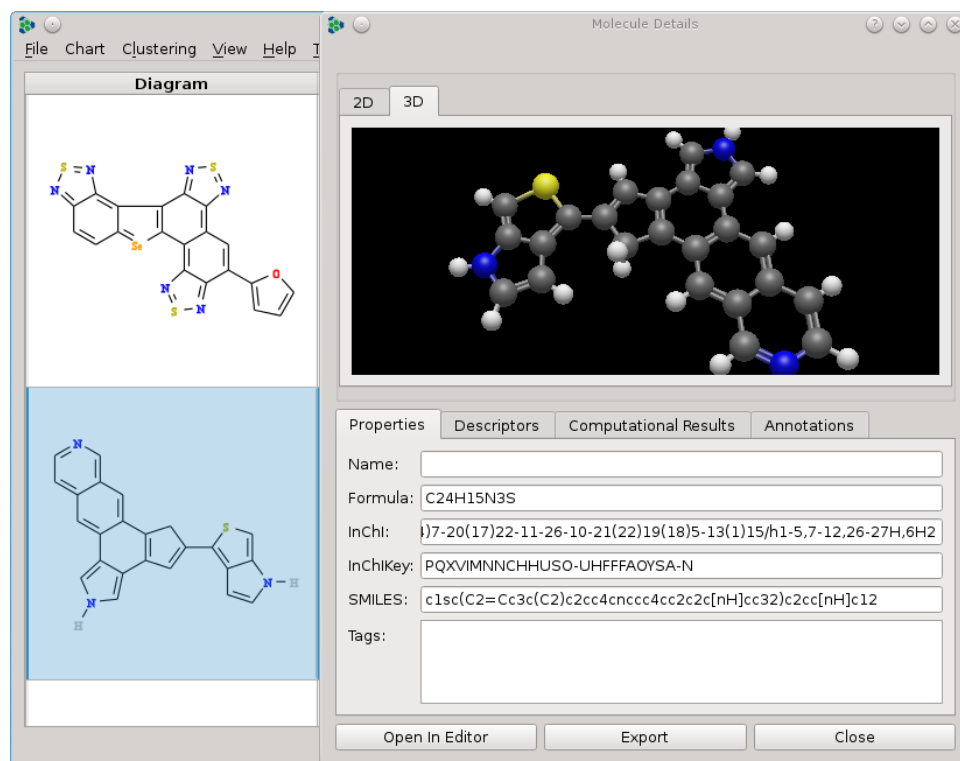 Molecule Details
File Chart Clustering View Help T
Diagram
2D 3D
S N N S
N N
Se
N O
S N
Properties Descriptors Computational Results Annotations
Name:
Formula: C24H15N3S
InChI: )7-20(17)22-11-26-10-21(22)19(18)5-13(1)15/h1-5,7-12,26-27H,6H2
InChIKey: PQXVIMNNCHHUSO-UHFFFAOYSA-N
SMILES: c1sc(C2=Cc3c(C2)c2cc4cnccc4cc2c2c[nH]cc32)c2cc[nH]c12
Tags:
N
S
N H
N
H
Open In Editor Export Close